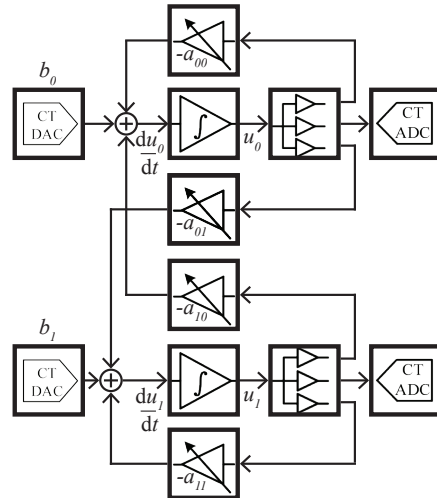 -a₀₀
b₀
CT
DAC
du₀
dt
∫
u₀
CT
ADC
-a₀₁
-a₁₀
b₁
CT
DAC
du₁
dt
∫
u₁
CT
ADC
-a₁₁